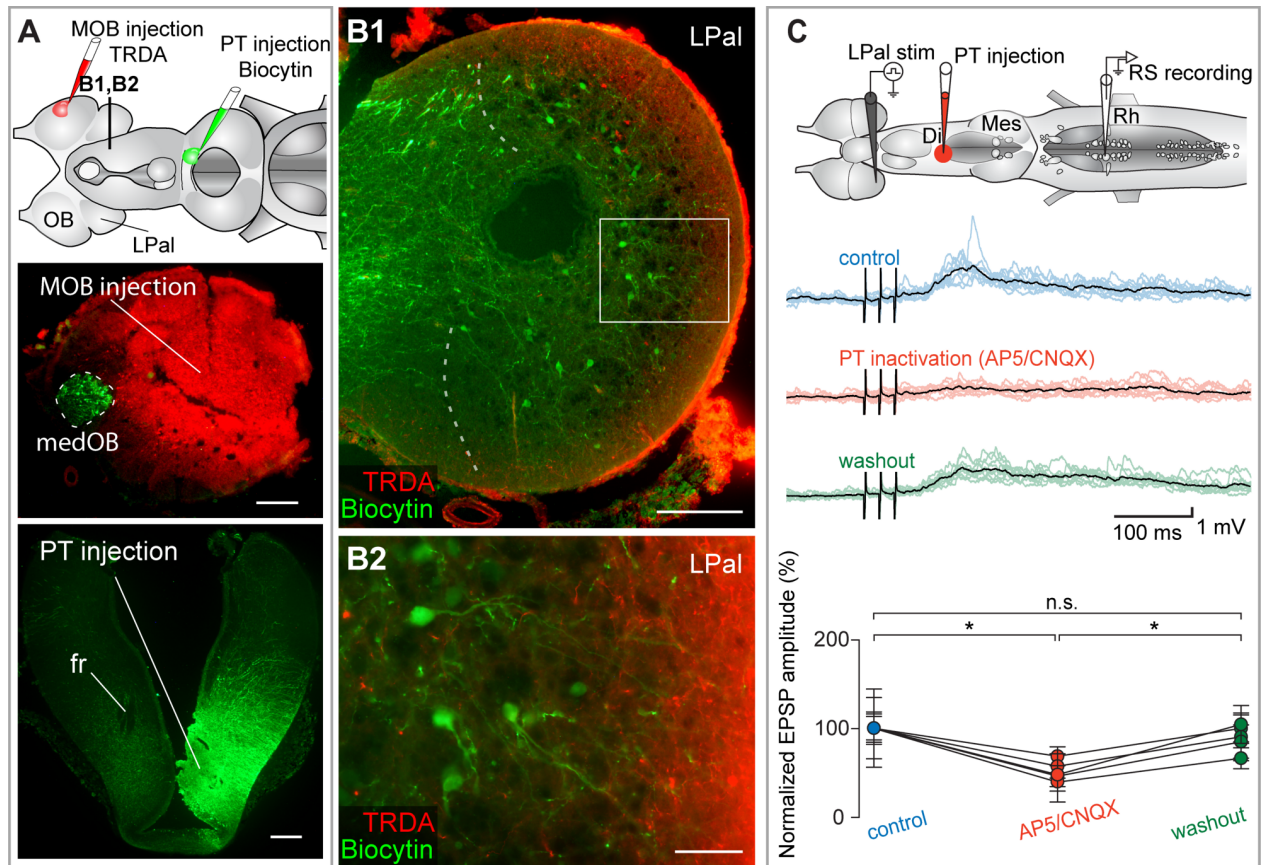 A
MOB injection
TRDA
B1,B2
PT injection
Biocytin
OB
LPal
MOB injection
medOB
PT injection
fr
B1
LPal
TRDA
Biocytin
B2
LPal
TRDA
Biocytin
C
LPal stim
PT injection
RS recording
Di
Mes
Rh
control
PT inactivation (AP5/CNQX)
washout
100 ms
1 mV
Normalized EPSP amplitude (%)
n.s.
*
*
200
100
0
control
AP5/CNQX
washout